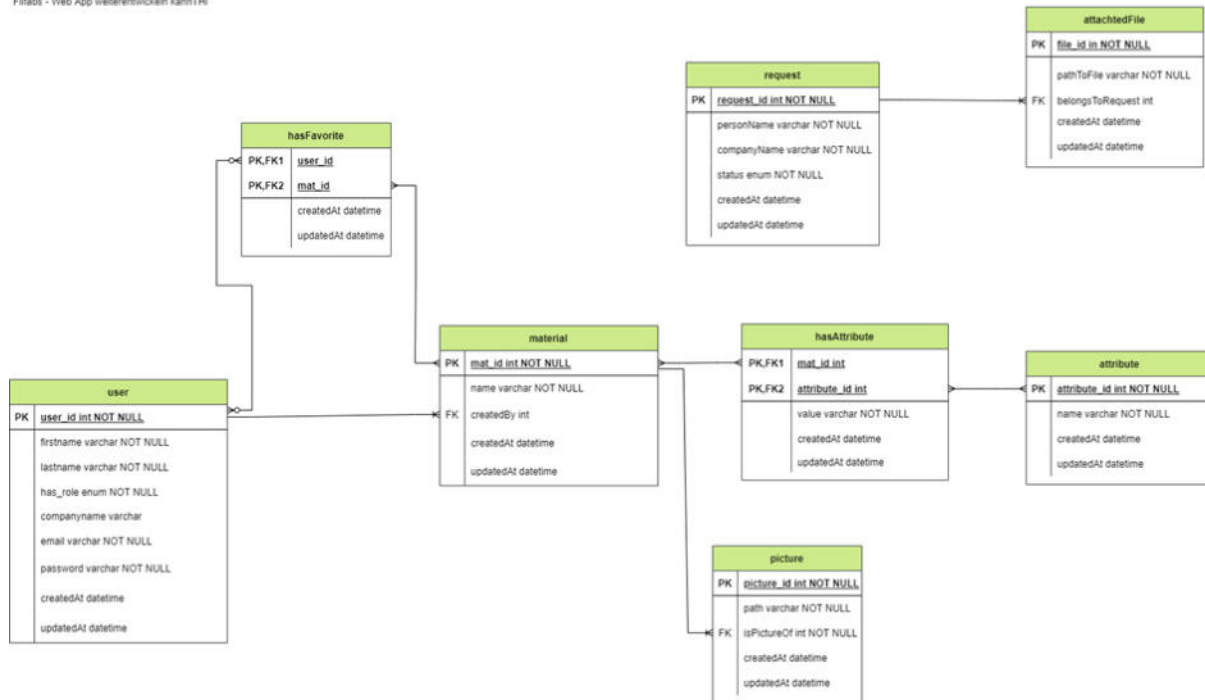 Fillabs - Web App weiterentwickeln kann
attachtedFile
PK file_id in NOT NULL
pathToFile varchar NOT NULL
FK belongsToRequest int
createdAt datetime
updatedAt datetime
request
PK request_id int NOT NULL
personName varchar NOT NULL
companyName varchar NOT NULL
status enum NOT NULL
createdAt datetime
updatedAt datetime
hasFavorite
PK,FK1 user_id
PK,FK2 mat_id
createdAt datetime
updatedAt datetime
material
PK mat_id int NOT NULL
name varchar NOT NULL
FK createdBy int
createdAt datetime
updatedAt datetime
hasAttribute
PK,FK1 mat_id int
PK,FK2 attribute_id int
value varchar NOT NULL
createdAt datetime
updatedAt datetime
attribute
PK attribute_id int NOT NULL
name varchar NOT NULL
createdAt datetime
updatedAt datetime
user
PK user_id int NOT NULL
firstname varchar NOT NULL
lastname varchar NOT NULL
has_role enum NOT NULL
companyname varchar
email varchar NOT NULL
password varchar NOT NULL
createdAt datetime
updatedAt datetime
picture
PK picture_id int NOT NULL
path varchar NOT NULL
FK isPictureOf int NOT NULL
createdAt datetime
updatedAt datetime